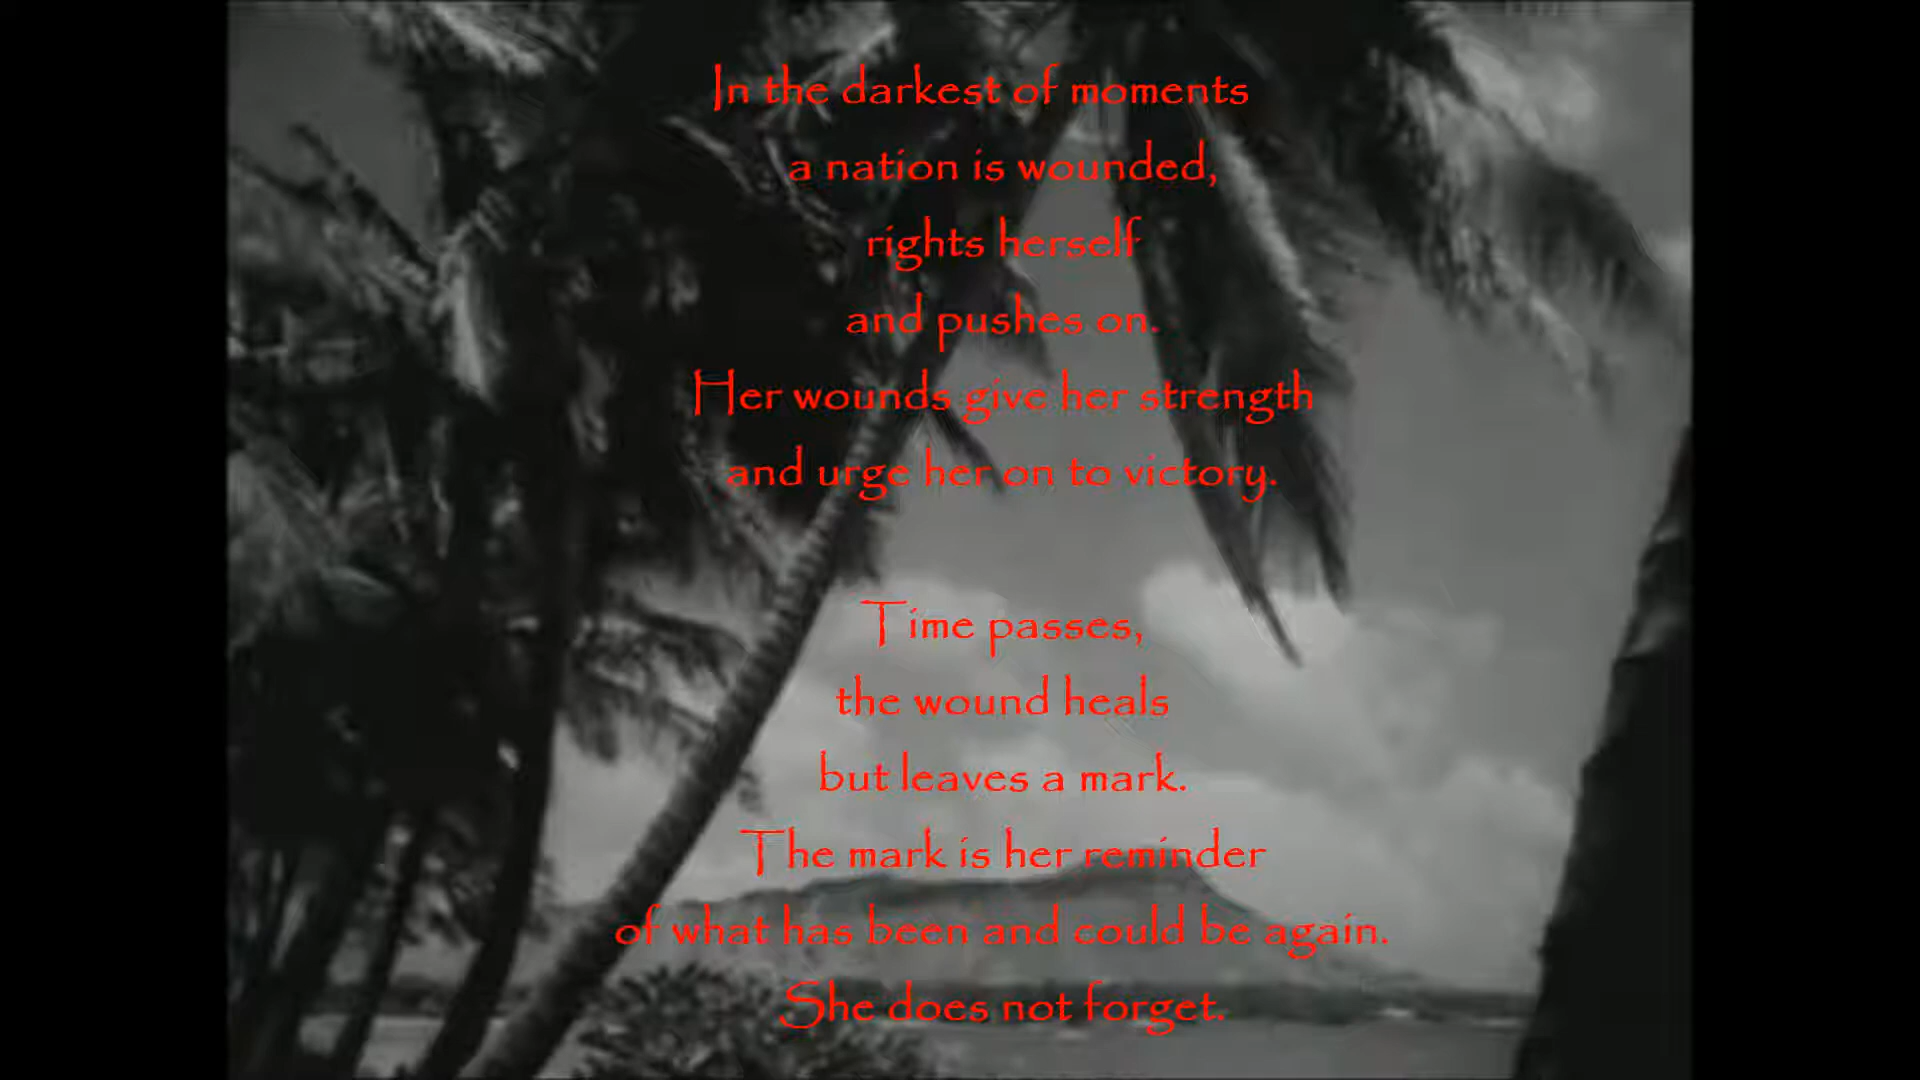 In the darkest of moments
a nation is wounded,
rights herself
and pushes on.
Her wounds give her strength
and urge her on to victory.
Time passes,
the wound heals
but leaves a mark.
The mark is her reminder
of what has been and could be again.
She does not forget.